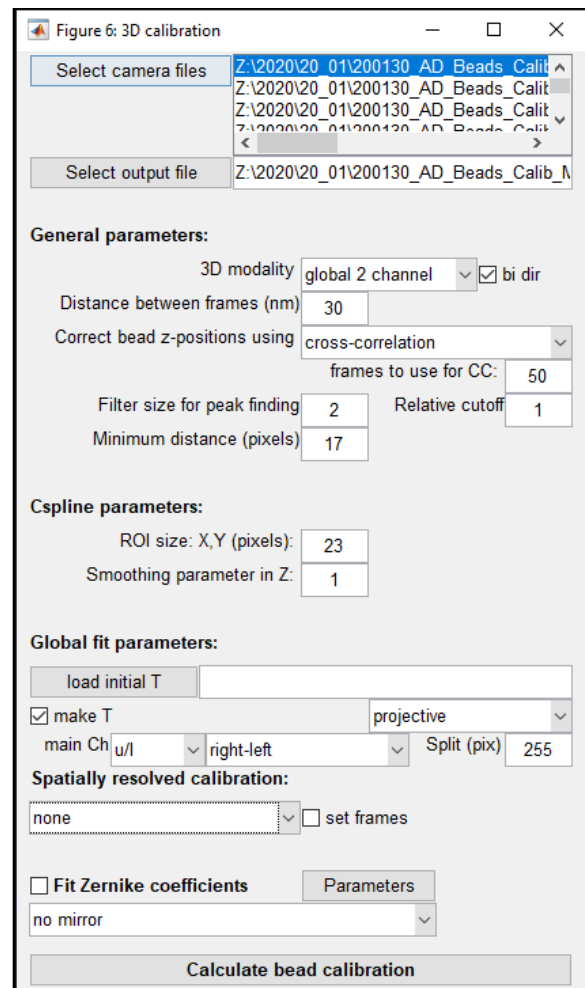 Figure 6: 3D calibration
Select camera files
Z:\2020\20_01\200130_AD_Beads_Calib
Z:\2020\20_01\200130_AD_Beads_Calib
Z:\2020\20_01\200130_AD_Beads_Calib
Z:\2020\20_01\200130_AD_Beads_Calib
Select output file Z:\2020\20_01\200130_AD_Beads_Calib_M
General parameters:
3D modality global 2 channel bi dir
Distance between frames (nm) 30
Correct bead z-positions using cross-correlation
frames to use for CC: 50
Filter size for peak finding 2 Relative cutoff 1
Minimum distance (pixels) 17
Cspline parameters:
ROI size: X,Y (pixels): 23
Smoothing parameter in Z: 1
Global fit parameters:
load initial T
make T projective
main Ch u/l right-left Split (pix) 255
Spatially resolved calibration:
none set frames
Fit Zernike coefficients Parameters
no mirror
Calculate bead calibration